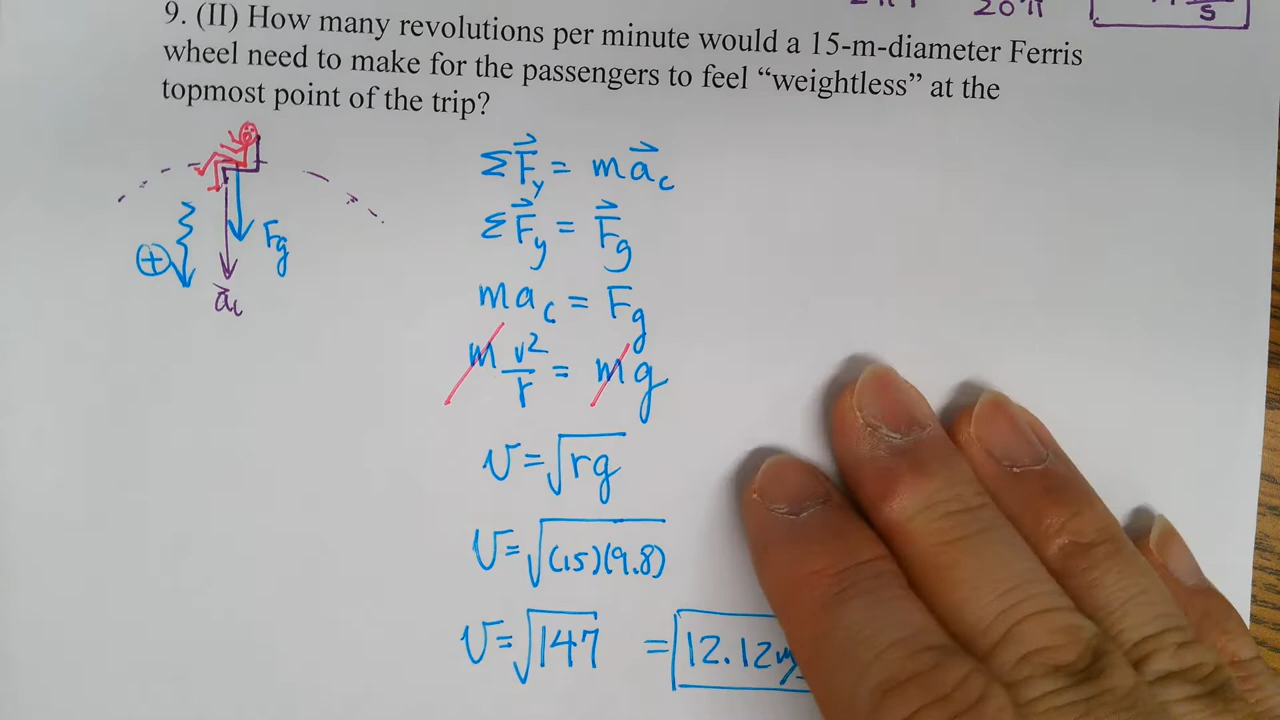 s
9. (II) How many revolutions per minute would a 15-m-diameter Ferris
wheel need to make for the passengers to feel “weightless” at the
topmost point of the trip?
ΣF⃗y = ma⃗c
ΣF⃗y = F⃗g
mac = Fg
m v²/r = mg
v = √rg
v = √(15)(9.8)
v = √147 = 12.12
⊕
Fg
a⃗c